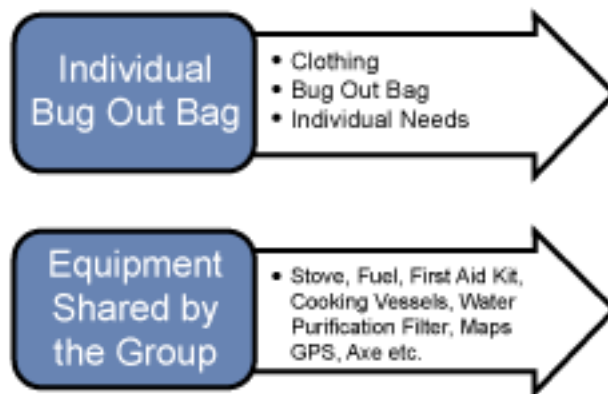 Individual
Bug Out Bag
• Clothing
• Bug Out Bag
• Individual Needs
Equipment
Shared by
the Group
• Stove, Fuel, First Aid Kit,
Cooking Vessels, Water
Purification Filter, Maps
GPS, Axe etc.